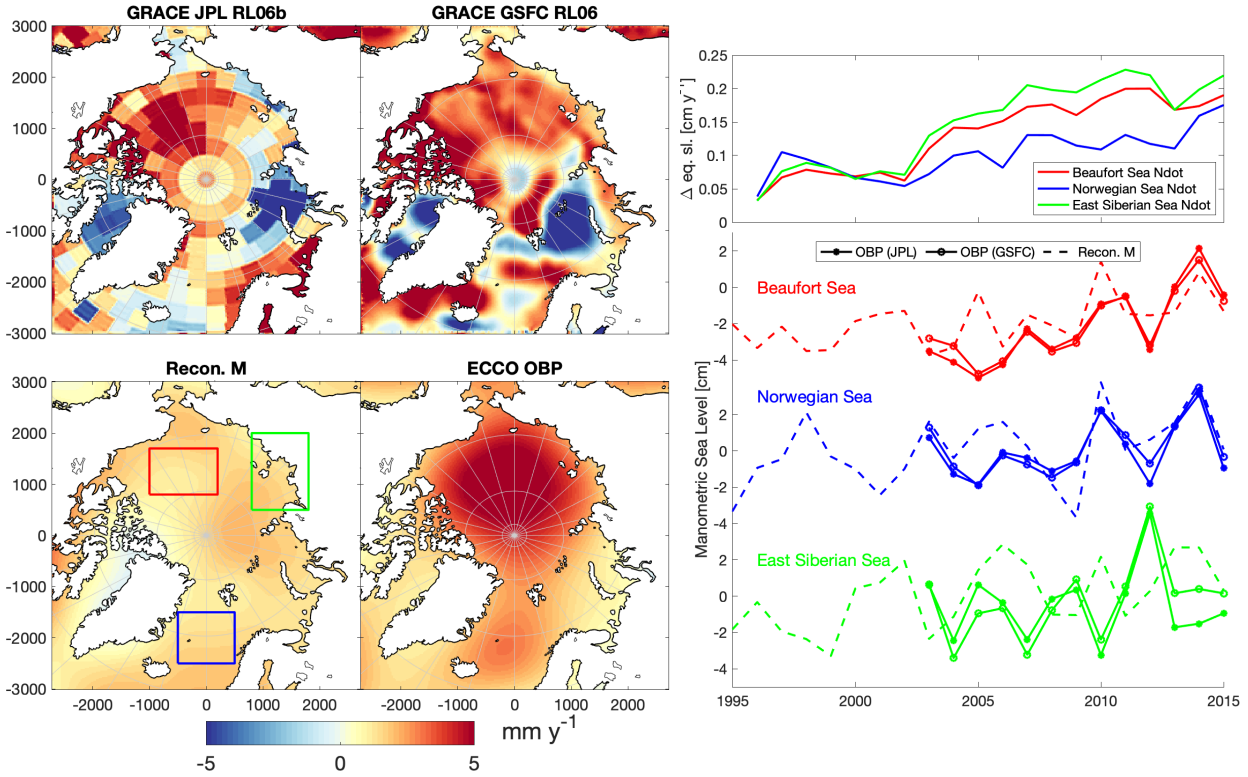 GRACE JPL RL06b
GRACE GSFC RL06
3000
2000
1000
0
-1000
-2000
3000
Recon. M
ECCO OBP
3000
2000
1000
0
-1000
-2000
-3000
-2000 -1000 0 1000 2000
-2000 -1000 0 1000 2000
-5 0 5
mm y⁻¹
0.25
0.2
0.15
0.1
0.05
0
Δ eq. sl. [cm y⁻¹]
Beaufort Sea Ndot
Norwegian Sea Ndot
East Siberian Sea Ndot
OBP (JPL) OBP (GSFC) Recon. M
Beaufort Sea
Norwegian Sea
East Siberian Sea
Manometric Sea Level [cm]
2
0
-2
-4
2
0
-2
-4
2
0
-2
-4
1995 2000 2005 2010 2015